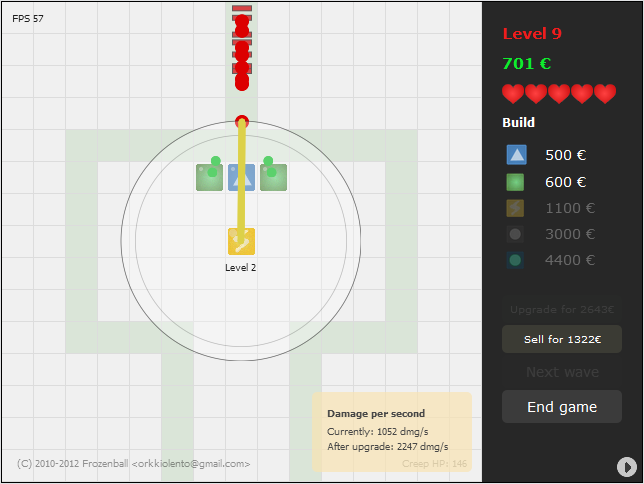 FPS 57
Level 9
701 €
Build
500 €
600 €
1100 €
3000 €
4400 €
Level 2
Upgrade for 2643€
Sell for 1322€
Next wave
End game
Damage per second
Currently: 1052 dmg/s
After upgrade: 2247 dmg/s
(C) 2010-2012 Frozenball <orkkiolento@gmail.com>
Creep HP: 146